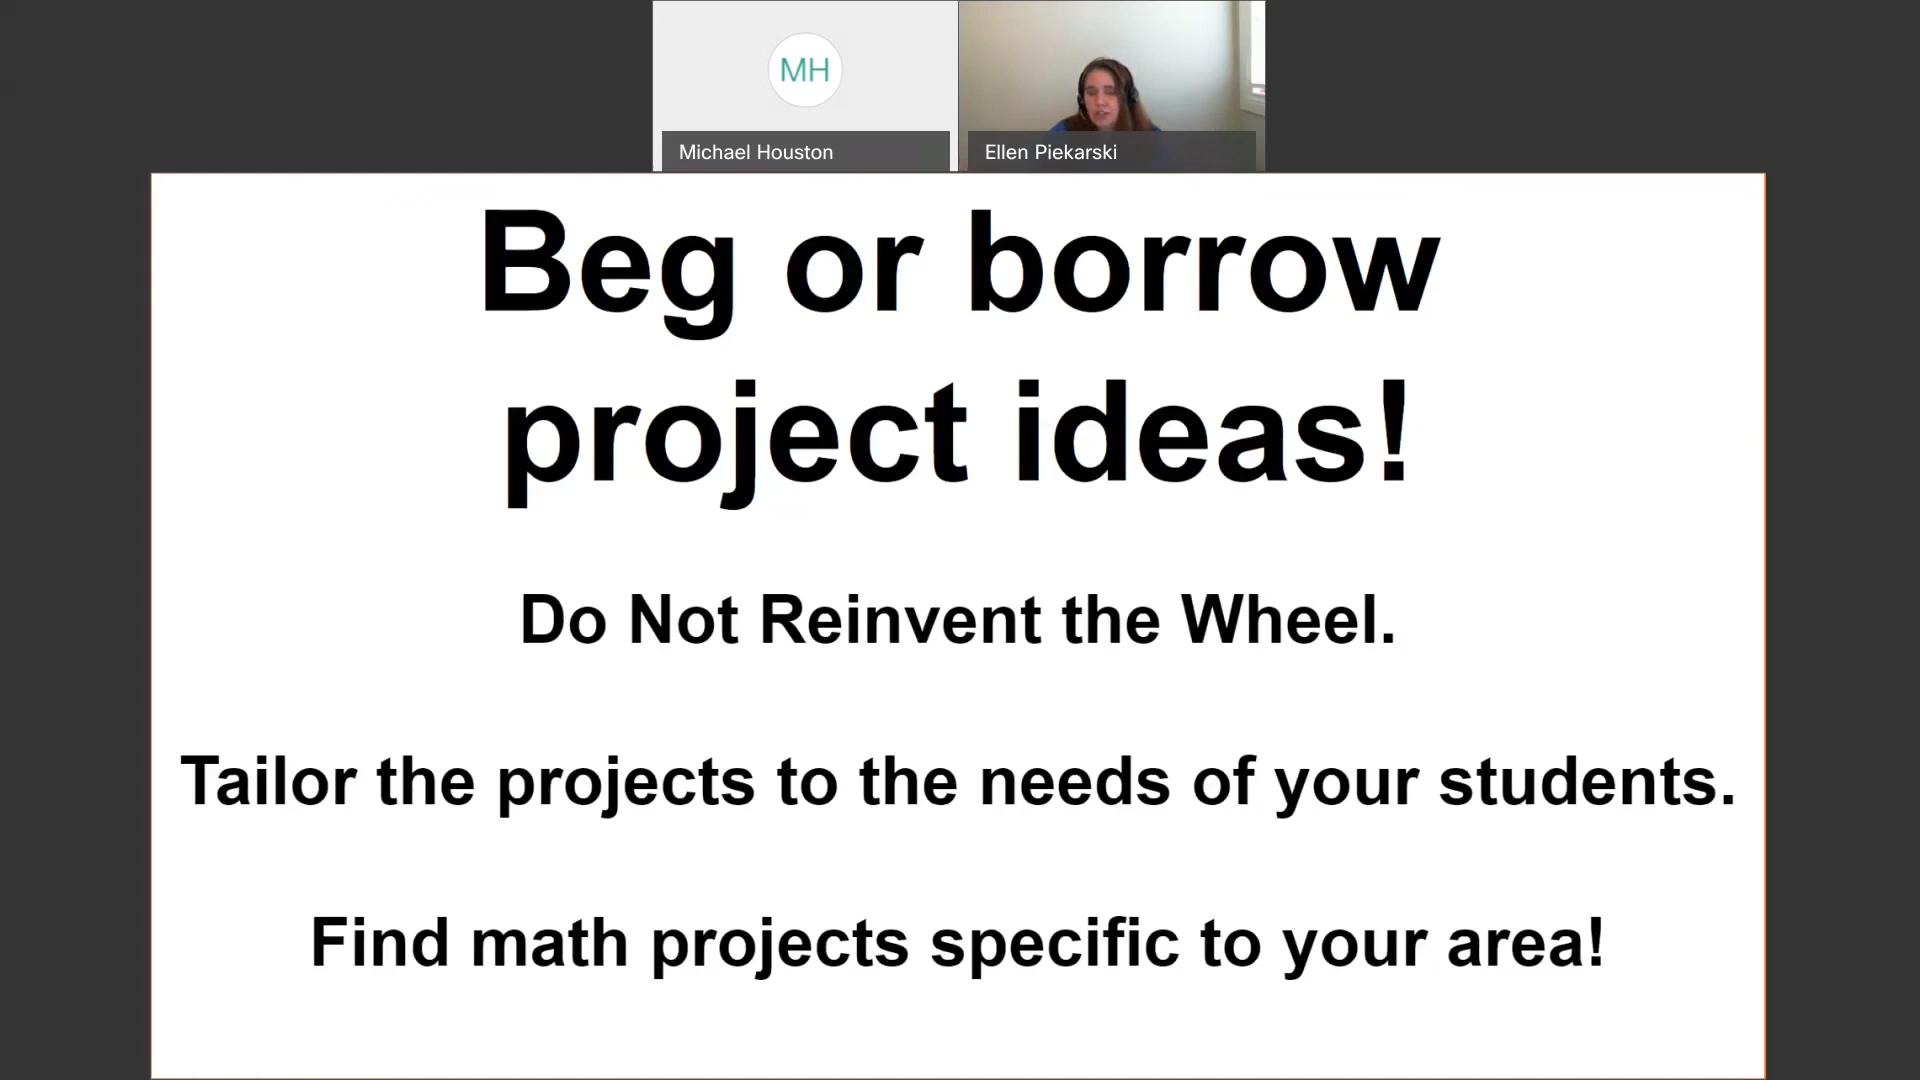 MH
Michael Houston
Ellen Piekarski
Beg or borrow
project ideas!
Do Not Reinvent the Wheel.
Tailor the projects to the needs of your students.
Find math projects specific to your area!